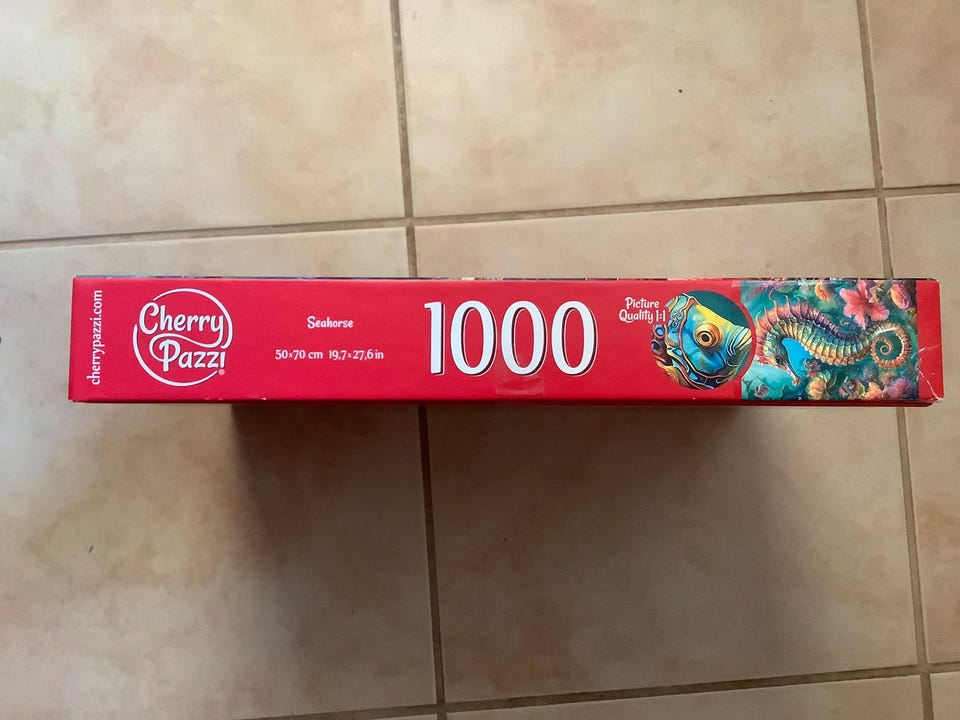 cherrypazzi.com
Cherry
Pazzi
®
Seahorse
50×70 cm 19,7×27,6 in
1000
Picture
Quality 1:1